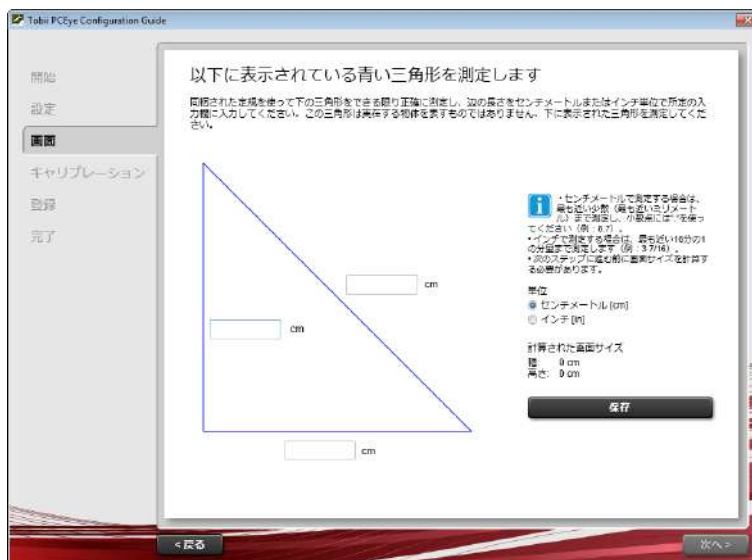 Tobii PCEye Configuration Guide
開始
設定
画面
キャリブレーション
登録
完了
以下に表示されている青い三角形を測定します
同梱された定規を使って下の三角形をできる限り正確に測定し、辺の長さをセンチメートルまたはインチ単位で所定の入
力欄に入力してください。この三角形は実在する物体を表すものではありません。下に表示された三角形を測定してくだ
さい。
cm
cm
cm
・センチメートルで測定する場合は、
最も近い少数（最も近いミリメート
ル）まで測定し、小数点には"."を使っ
てください（例：6.7）。
・インチで測定する場合は、最も近い16分の1
の分量まで測定します（例：3 7/16）。
・次のステップに進む前に画面サイズを計算す
る必要があります。
単位
センチメートル [cm]
インチ [in]
計算された画面サイズ
幅: 0 cm
高さ: 0 cm
保存
< 戻る
次へ >